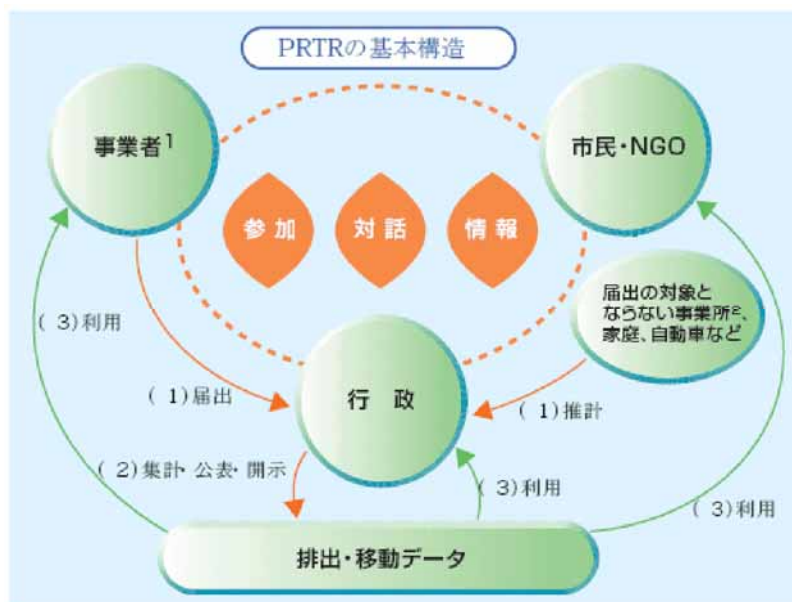 PRTRの基本構造
事業者1
市民・NGO
参加
対話
情報
届出の対象と
ならない事業所2、
家庭、自動車など
(3)利用
(1)届出
行 政
(1)推計
(2)集計・公表・開示
(3)利用
(3)利用
排出・移動データ